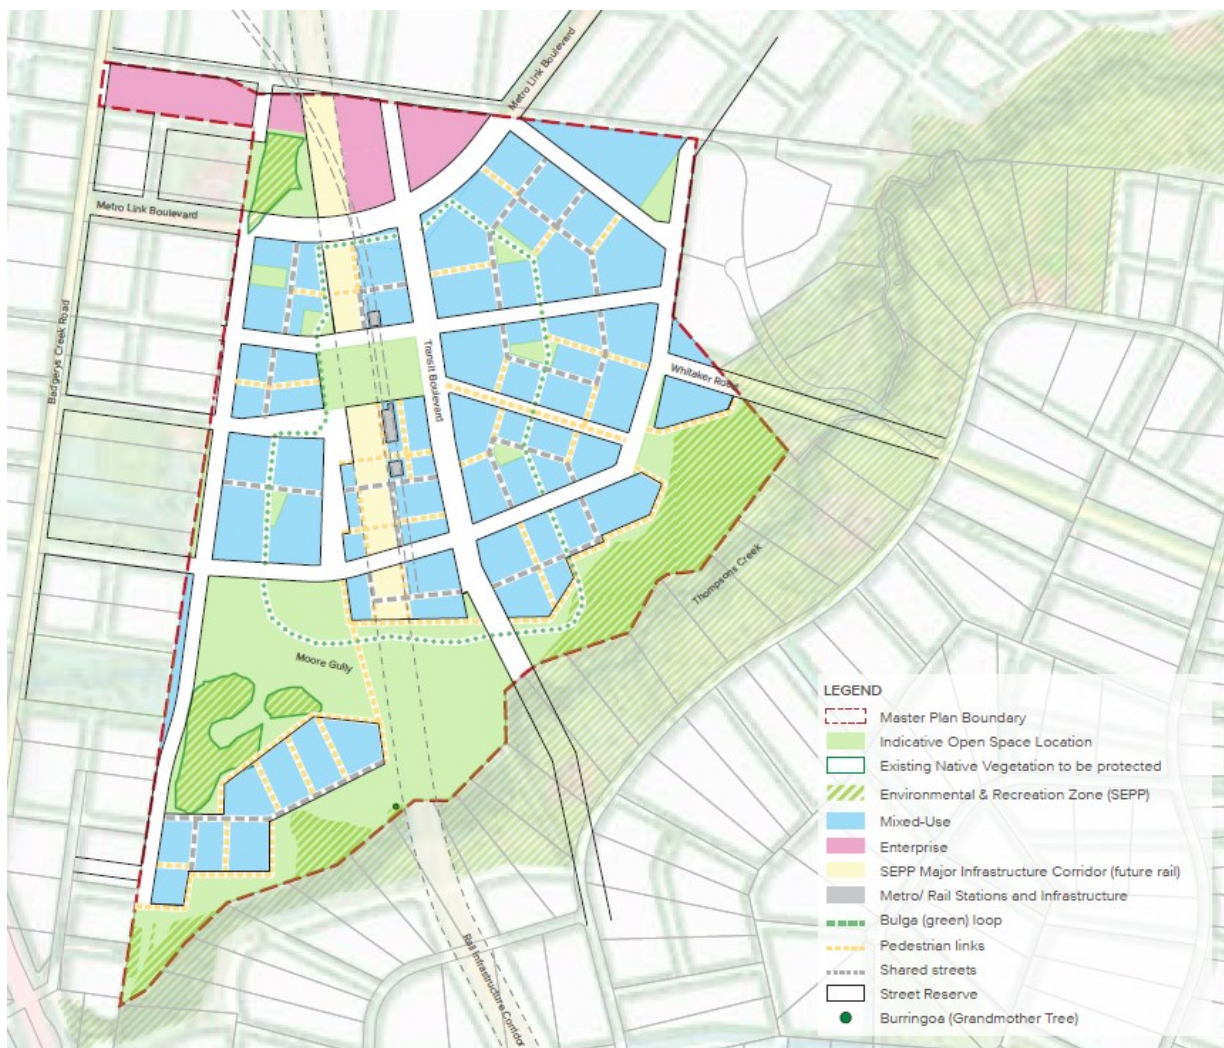 Metro Link Boulevard
Metro Link Boulevard
Badgerys Creek Road
Transit Boulevard
Whitaker Road
Thompsons Creek
Moore Gully
Rail Infrastructure Corridor
LEGEND
Master Plan Boundary
Indicative Open Space Location
Existing Native Vegetation to be protected
Environmental & Recreation Zone (SEPP)
Mixed-Use
Enterprise
SEPP Major Infrastructure Corridor (future rail)
Metro/ Rail Stations and Infrastructure
Bulga (green) loop
Pedestrian links
Shared streets
Street Reserve
Burringoa (Grandmother Tree)